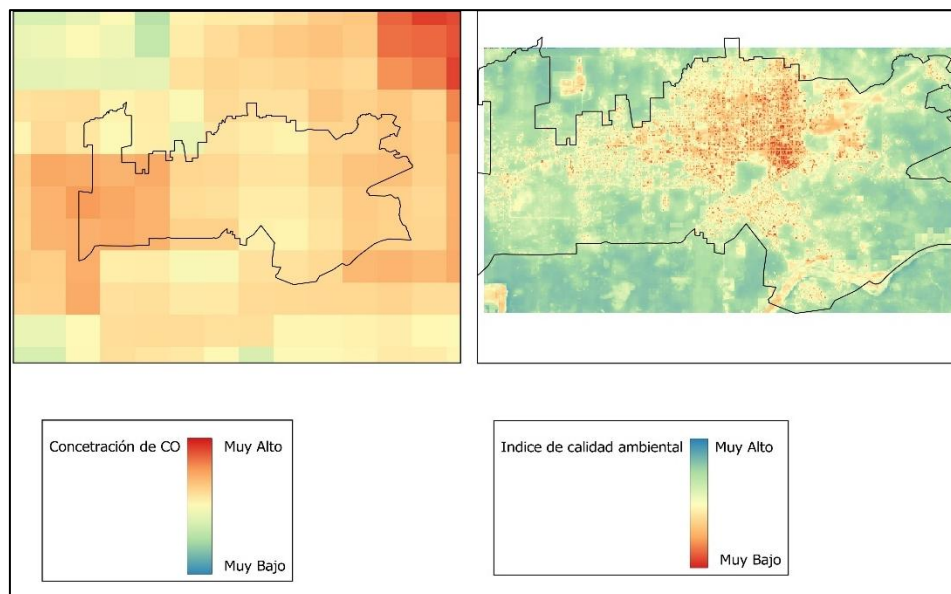 Concetración de CO
Muy Alto
Muy Bajo
Indice de calidad ambiental
Muy Alto
Muy Bajo